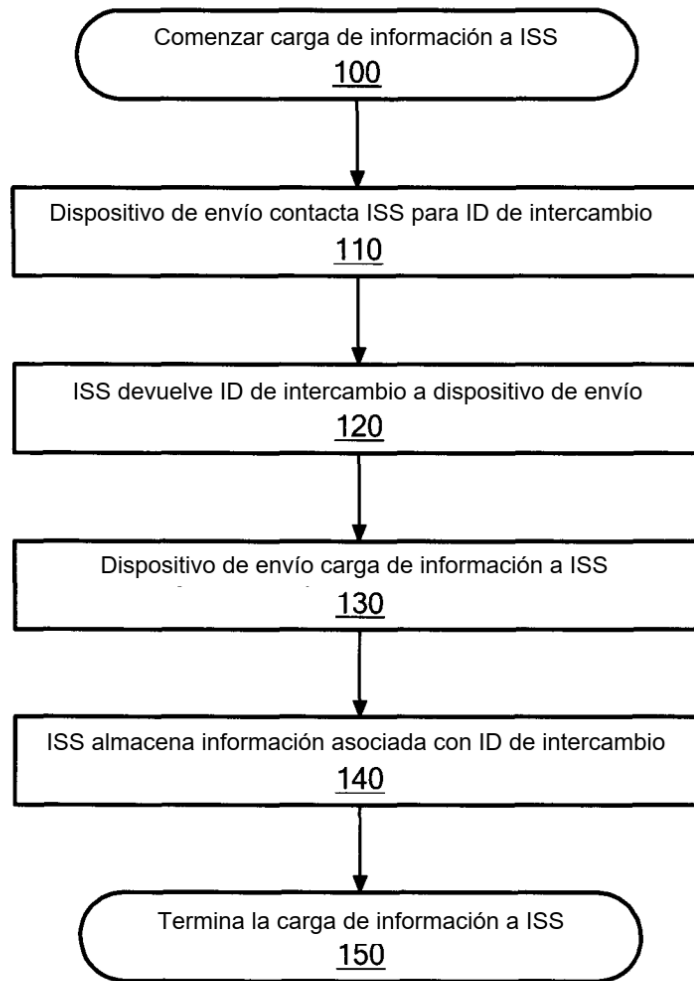 Comenzar carga de información a ISS
100
Dispositivo de envío contacta ISS para ID de intercambio
110
ISS devuelve ID de intercambio a dispositivo de envío
120
Dispositivo de envío carga de información a ISS
130
ISS almacena información asociada con ID de intercambio
140
Termina la carga de información a ISS
150